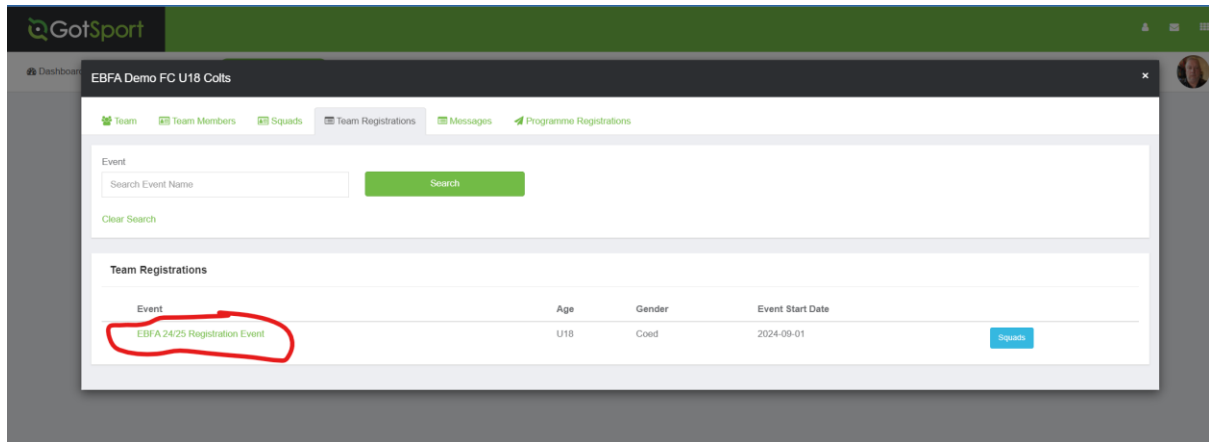 GotSport
Dashboard
EBFA Demo FC U18 Colts ×
Team Team Members Squads Team Registrations Messages Programme Registrations
Event
Search Event Name Search
Clear Search
Team Registrations
Event Age Gender Event Start Date
EBFA 24/25 Registration Event U18 Coed 2024-09-01 Squads